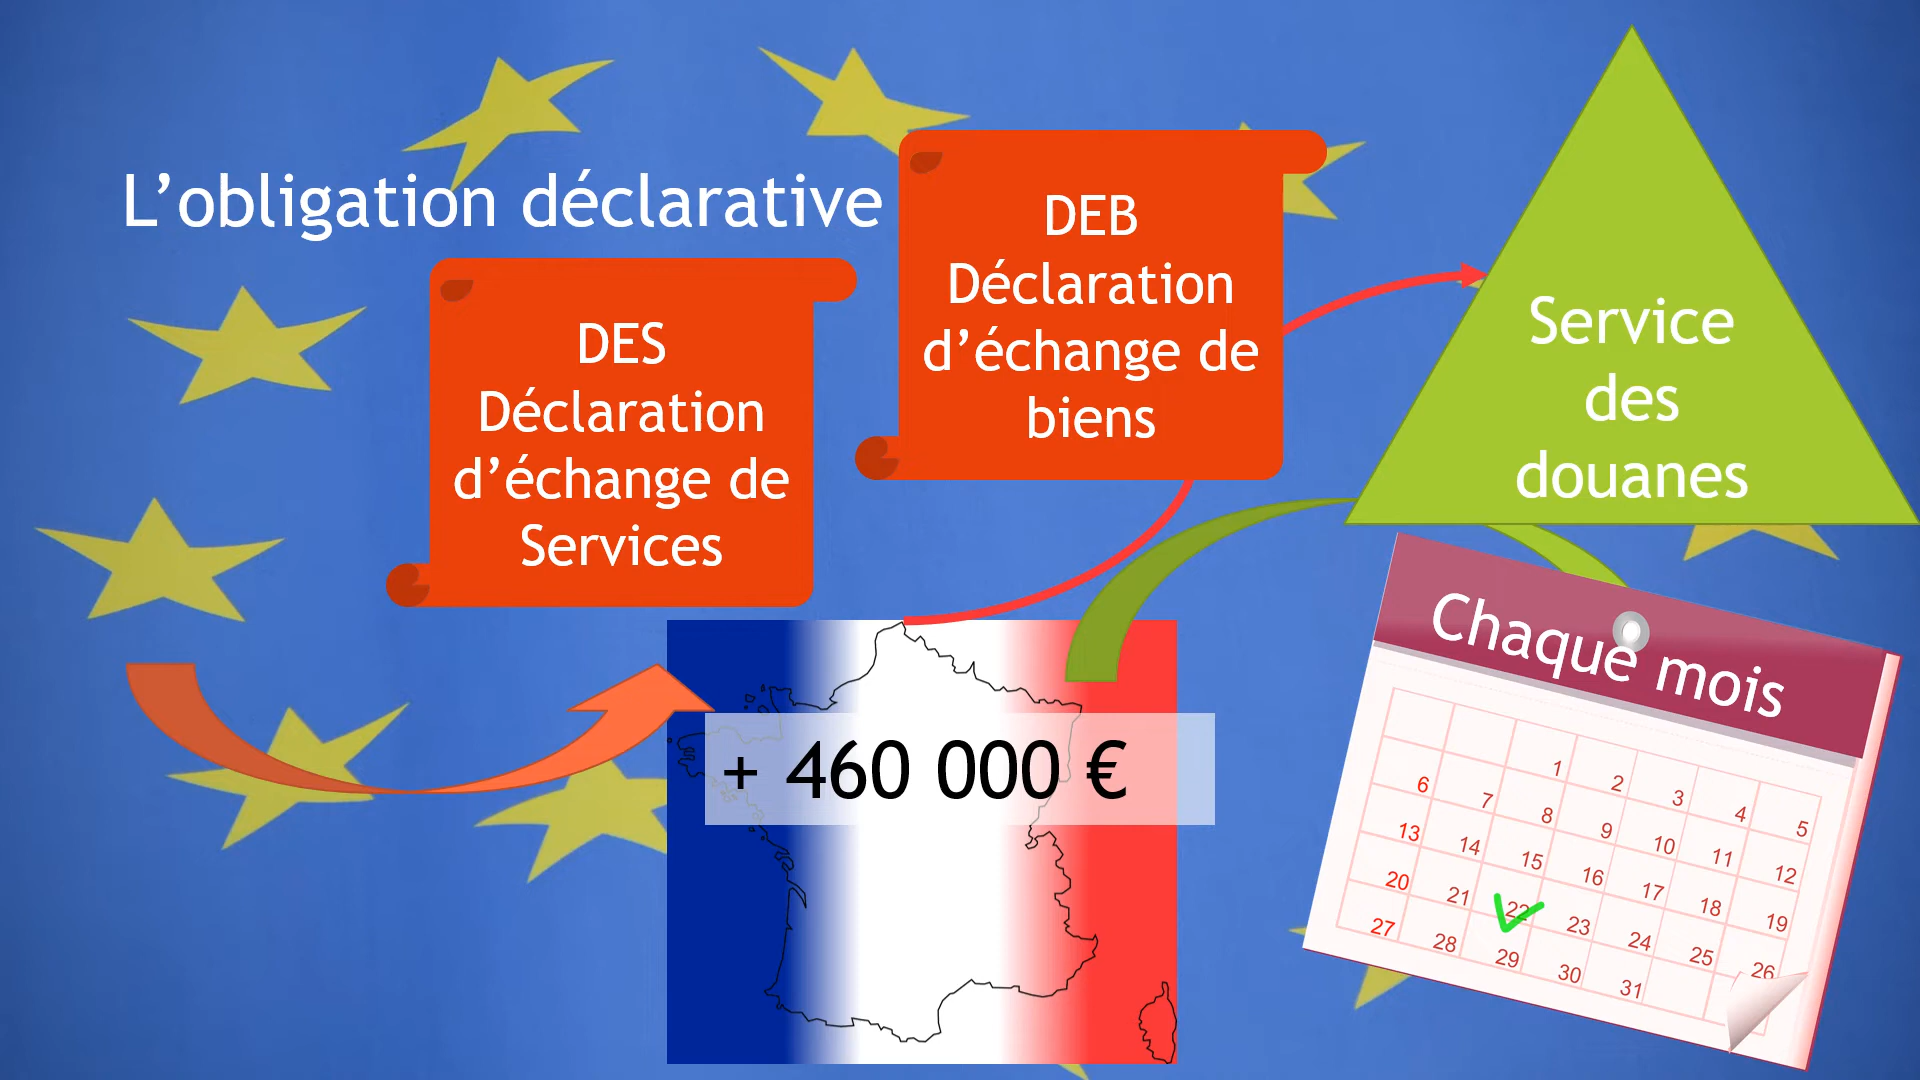 L’obligation déclarative
DES
Déclaration
d’échange de
Services
DEB
Déclaration
d’échange de
biens
Service
des
douanes
+ 460 000 €
Chaque mois
1 2 3 4 5
6 7 8 9 10 11 12
13 14 15 16 17 18 19
20 21 22 23 24 25 26
27 28 29 30 31